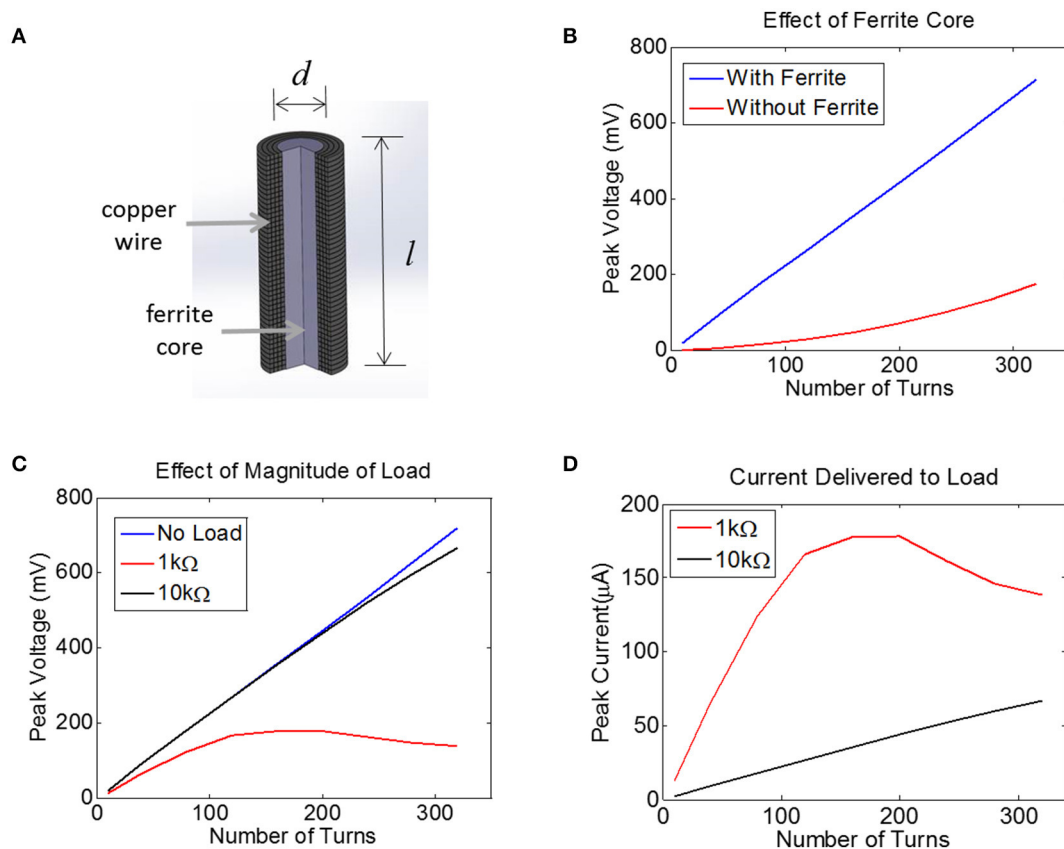 A
d
copper
wire
l
ferrite
core
B
Effect of Ferrite Core
With Ferrite
Without Ferrite
Peak Voltage (mV)
800
600
400
200
0
0
100
200
300
Number of Turns
C
Effect of Magnitude of Load
No Load
1kΩ
10kΩ
Peak Voltage (mV)
800
600
400
200
0
0
100
200
300
Number of Turns
D
Current Delivered to Load
1kΩ
10kΩ
Peak Current(μA)
200
150
100
50
0
0
100
200
300
Number of Turns